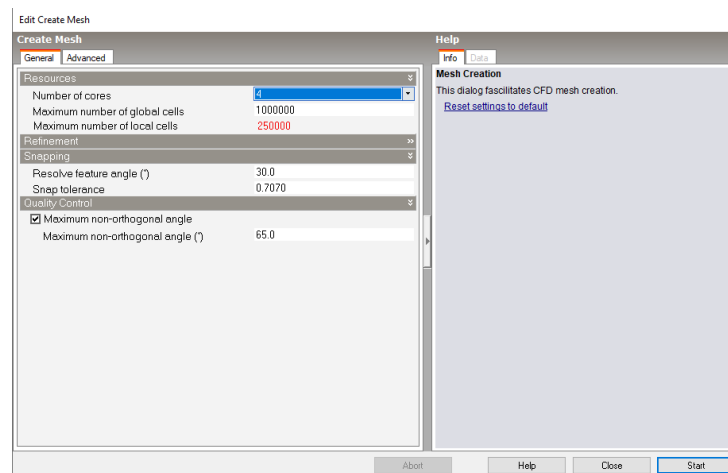 Edit Create Mesh
Create Mesh
General Advanced
Resources
Number of cores 4
Maximum number of global cells 1000000
Maximum number of local cells 250000
Refinement
Snapping
Resolve feature angle (°) 30.0
Snap tolerance 0.7070
Quality Control
Maximum non-orthogonal angle
Maximum non-orthogonal angle (°) 65.0
Help
Info Data
Mesh Creation
This dialog fascilitates CFD mesh creation.
Reset settings to default
Abort Help Close Start